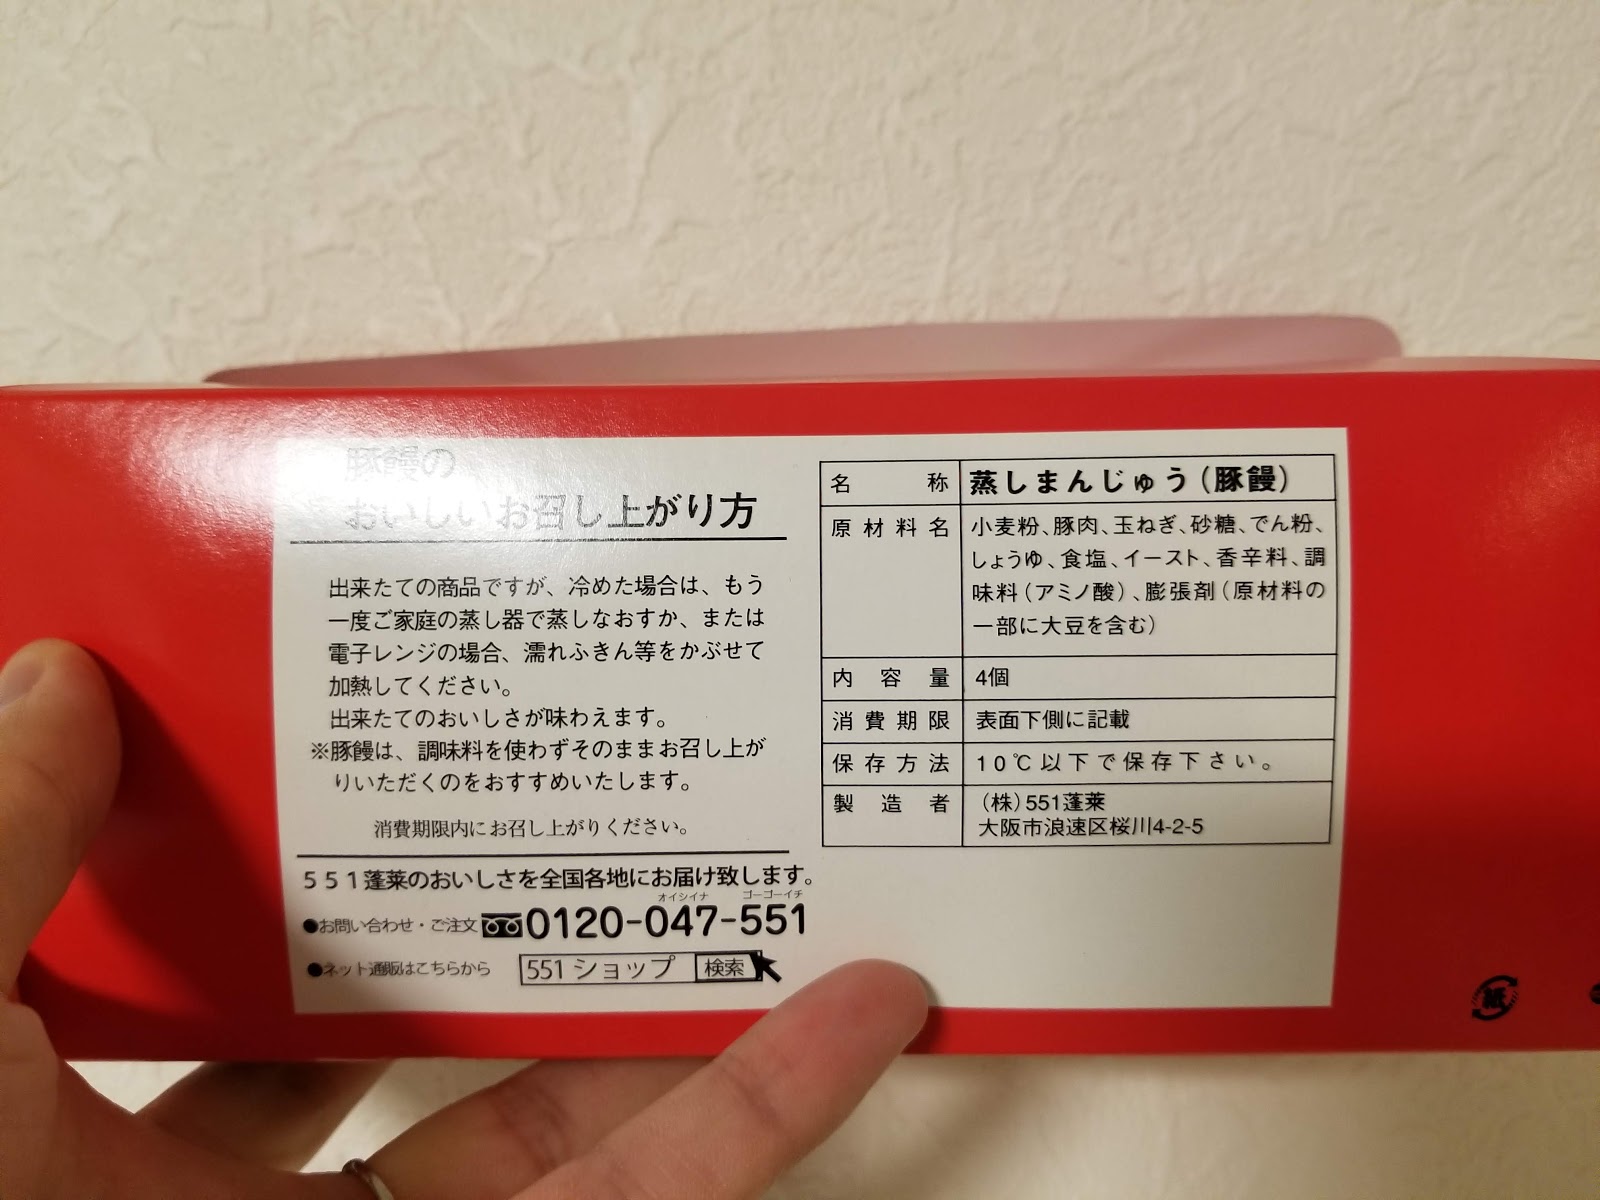 豚饅の
おいしいお召し上がり方
出来たての商品ですが、冷めた場合は、もう
一度ご家庭の蒸し器で蒸しなおすか、または
電子レンジの場合、濡れふきん等をかぶせて
加熱してください。
出来たてのおいしさが味わえます。
※豚饅は、調味料を使わずそのままお召し上が
りいただくのをおすすめいたします。
消費期限内にお召し上がりください。
551蓬莱のおいしさを全国各地にお届け致します。
オイシイナ ゴーゴーイチ
●お問い合わせ・ご注文 0120-047-551
●ネット通販はこちらから 551ショップ 検索
名称 蒸しまんじゅう(豚饅)
原材料名 小麦粉、豚肉、玉ねぎ、砂糖、でん粉、
しょうゆ、食塩、イースト、香辛料、調
味料(アミノ酸)、膨張剤(原材料の
一部に大豆を含む)
内容量 4個
消費期限 表面下側に記載
保存方法 10℃以下で保存下さい。
製造者 (株)551蓬莱
大阪市浪速区桜川4-2-5
紙